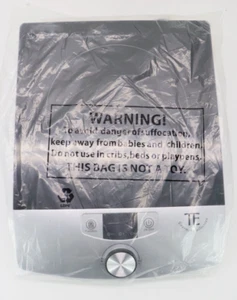 WARNING!
To avoid danger of suffocation,
keep away from babies and children.
Do not use in cribs, beds or playpens.
THIS BAG IS NOT A TOY.